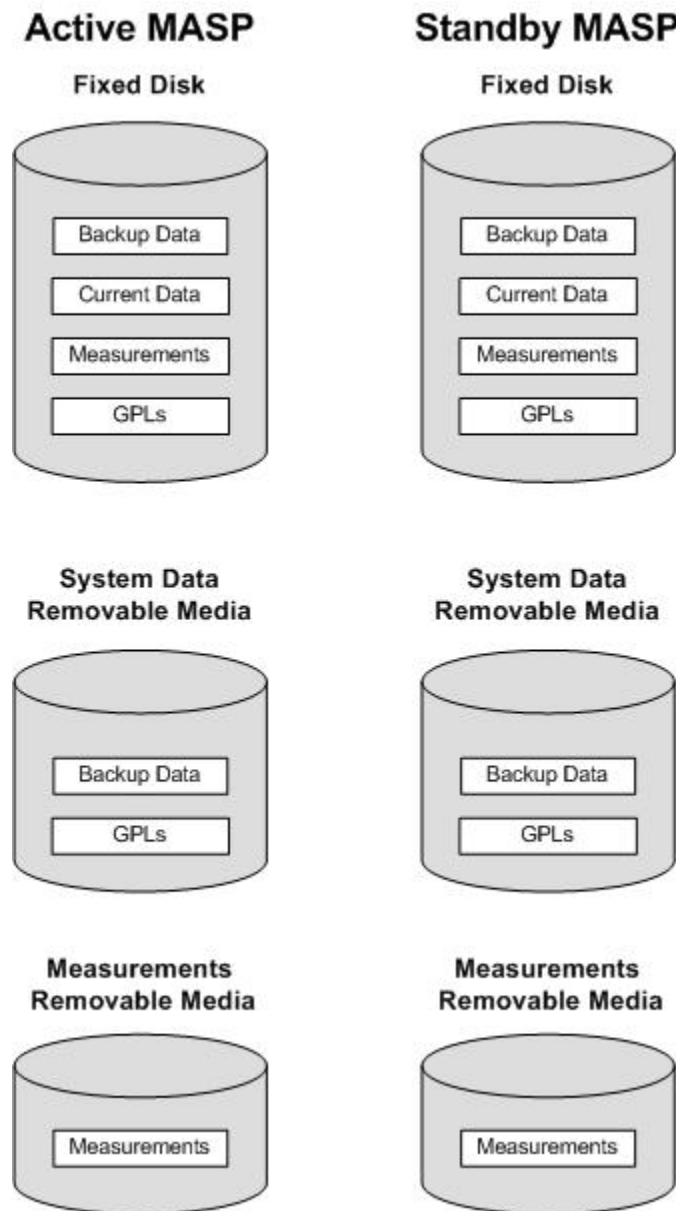 Active MASP
Standby MASP
Fixed Disk
Fixed Disk
Backup Data
Backup Data
Current Data
Current Data
Measurements
Measurements
GPLs
GPLs
System Data
Removable Media
System Data
Removable Media
Backup Data
Backup Data
GPLs
GPLs
Measurements
Removable Media
Measurements
Removable Media
Measurements
Measurements